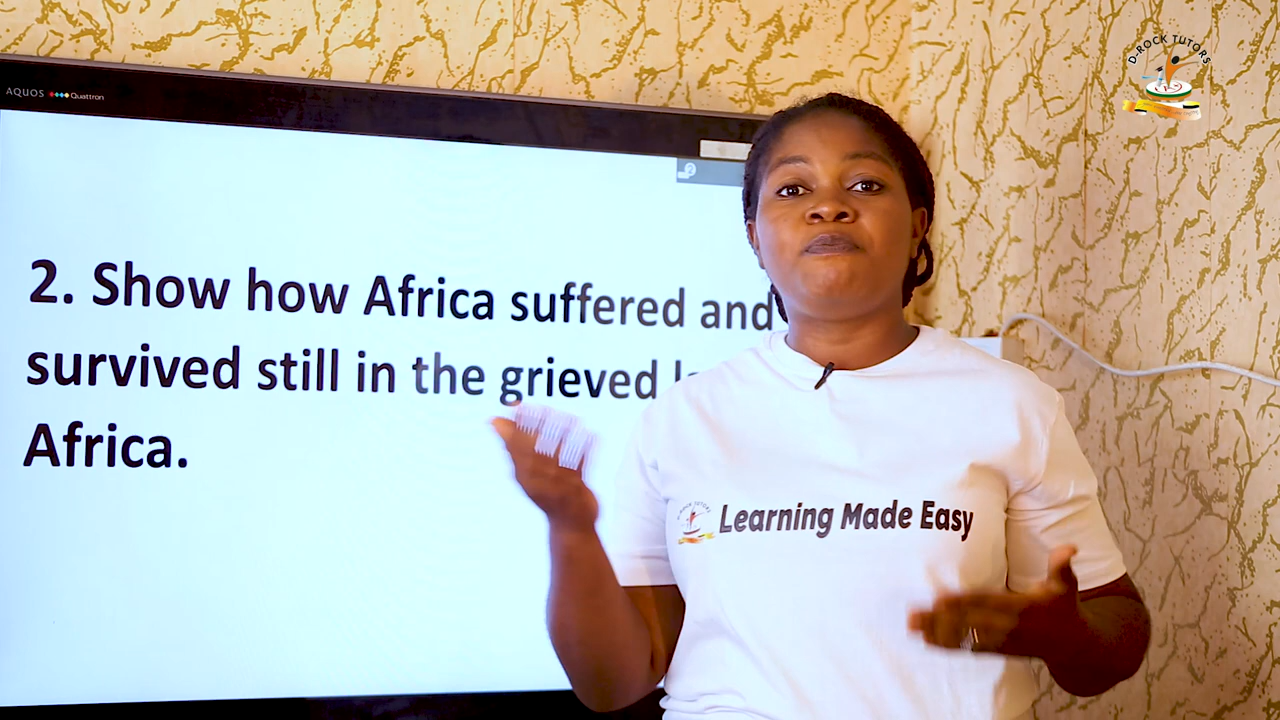 AQUOS Quattron
D-ROCK TUTORS
2. Show how Africa suffered and
survived still in the grieved
Africa.
Learning Made Easy